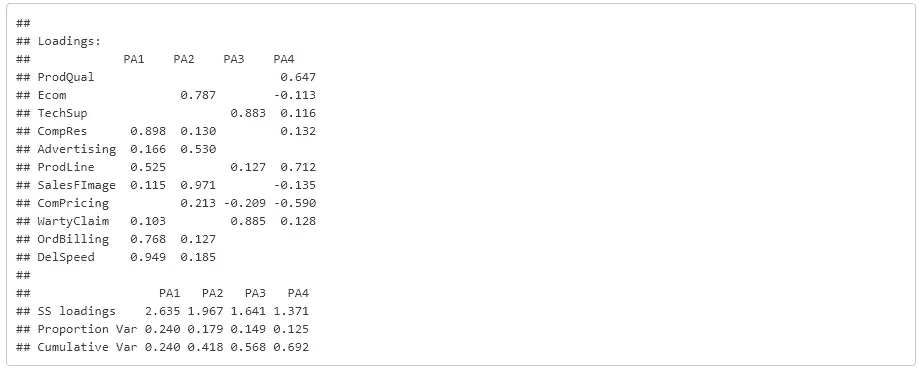 ##
## Loadings:
##             PA1    PA2    PA3    PA4
## ProdQual                          0.647
## Ecom                0.787        -0.113
## TechSup                    0.883  0.116
## CompRes      0.898  0.130         0.132
## Advertising  0.166  0.530
## ProdLine     0.525         0.127  0.712
## SalesFImage  0.115  0.971        -0.135
## ComPricing          0.213 -0.209 -0.590
## WartyClaim   0.103         0.885  0.128
## OrdBilling   0.768  0.127
## DelSpeed     0.949  0.185
##
##                  PA1   PA2   PA3   PA4
## SS loadings    2.635 1.967 1.641 1.371
## Proportion Var 0.240 0.179 0.149 0.125
## Cumulative Var 0.240 0.418 0.568 0.692